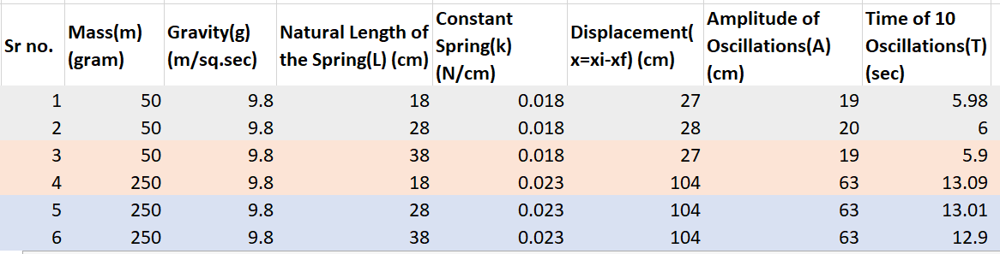 Sr no. Mass(m) (gram) Gravity(g) (m/sq.sec) Natural Length of the Spring(L) (cm) Constant Spring(k) (N/cm) Displacement( x=xi-xf) (cm) Amplitude of Oscillations(A) (cm) Time of 10 Oscillations(T) (sec)
1 50 9.8 18 0.018 27 19 5.98
2 50 9.8 28 0.018 28 20 6
3 50 9.8 38 0.018 27 19 5.9
4 250 9.8 18 0.023 104 63 13.09
5 250 9.8 28 0.023 104 63 13.01
6 250 9.8 38 0.023 104 63 12.9